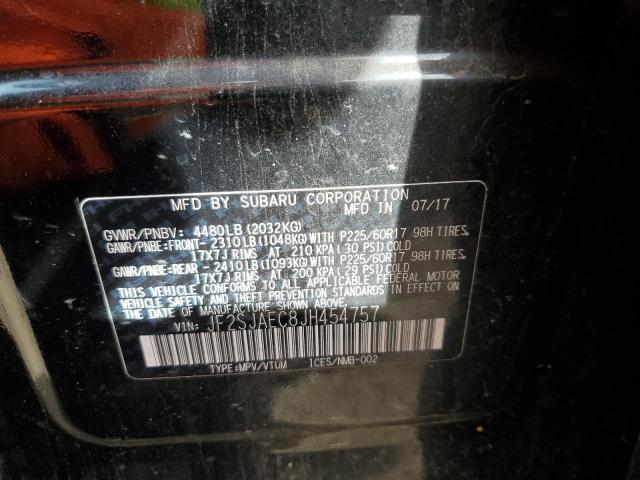 MFD BY SUBARU CORPORATION
MFD IN 07/17
GVWR/PNBV: 4480LB (2032KG)
GAWR/PNBE:FRONT- 2310LB (1048KG) WITH P225/60R17 98H TIRES,
17X7J RIMS AT 210 KPA (30 PSI) COLD
GAWR/PNBE:REAR - 2410LB (1093KG) WITH P225/60R17 98H TIRES,
17X7J RIMS AT 200 KPA (29 PSI) COLD
THIS VEHICLE CONFORMS TO ALL APPLICABLE FEDERAL MOTOR
VEHICLE SAFETY AND THEFT PREVENTION STANDARDS IN EFFECT ON
THE DATE OF MANUFACTURE SHOWN ABOVE.
VIN: JF2SJAEC8JH454757
TYPE:MPV/VTUM ICES/NMB-002